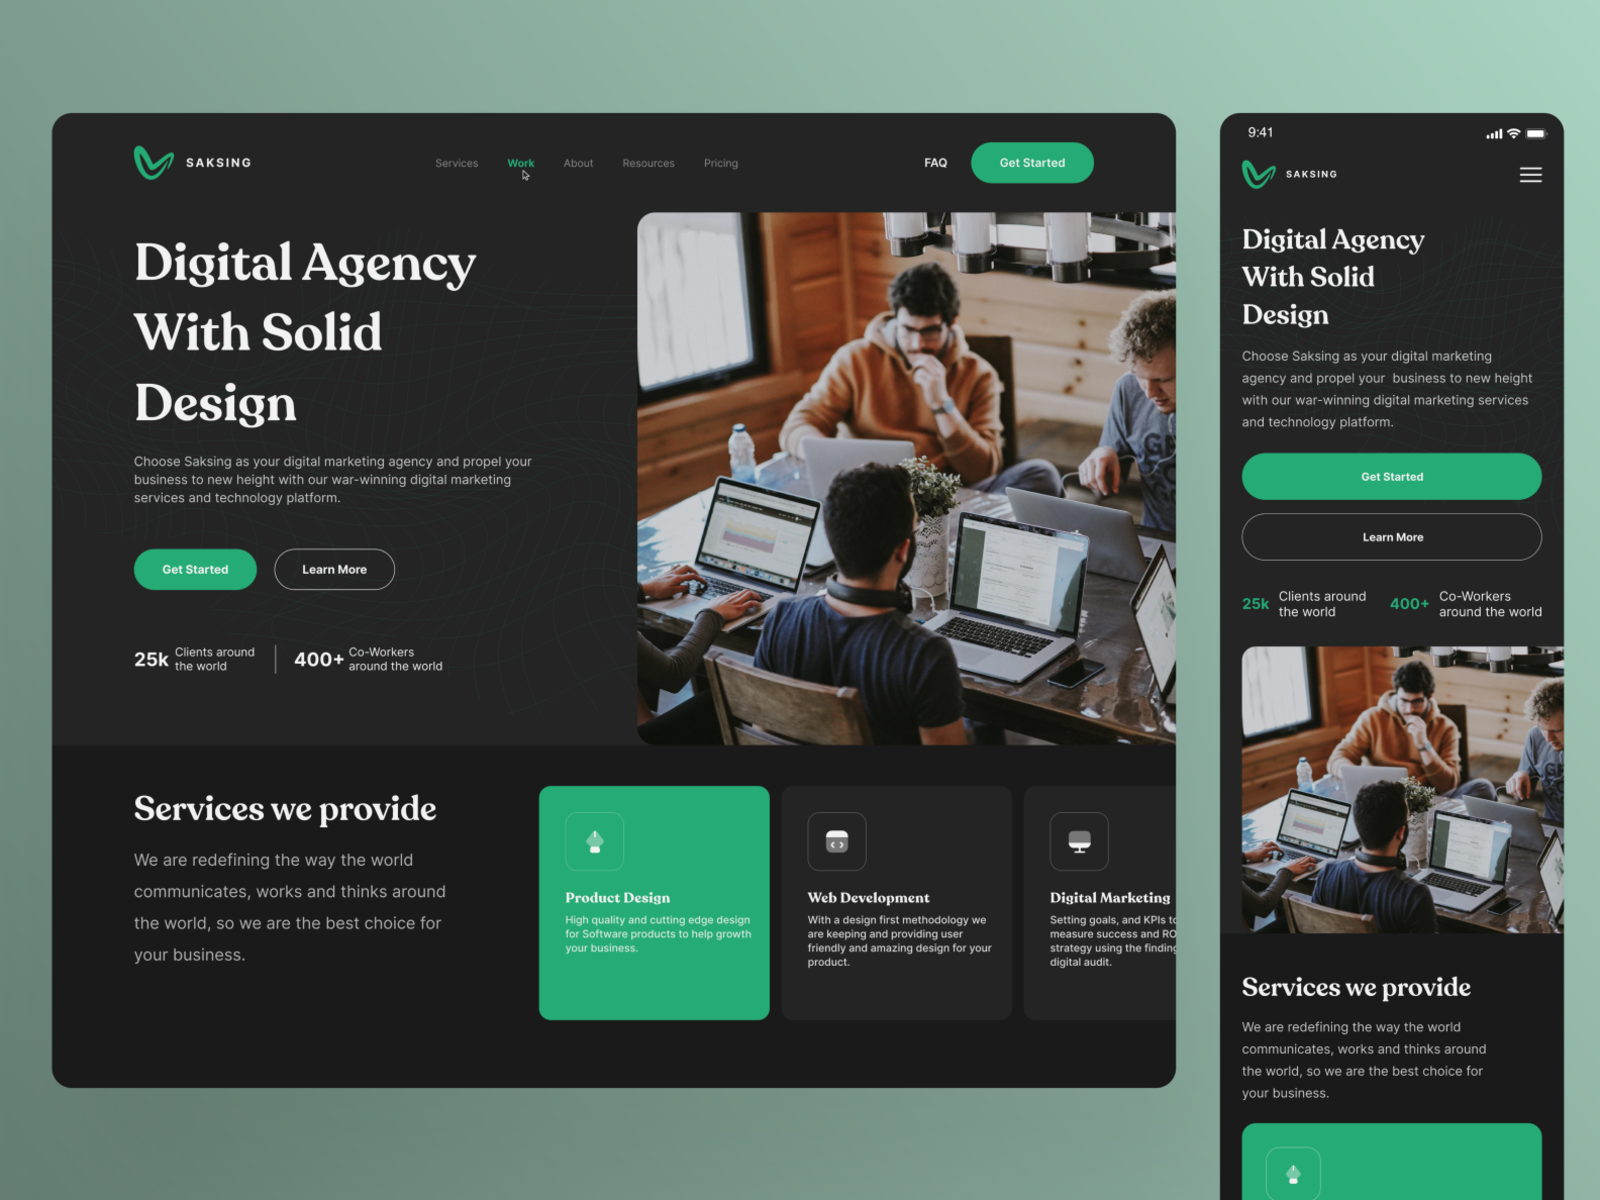 SAKSING
Services
Work
About
Resources
Pricing
FAQ
Get Started
Digital Agency
With Solid
Design
Choose Saksing as your digital marketing agency and propel your
business to new height with our war-winning digital marketing
services and technology platform.
Get Started
Learn More
25k
Clients around
the world
400+
Co-Workers
around the world
Services we provide
We are redefining the way the world
communicates, works and thinks around
the world, so we are the best choice for
your business.
Product Design
High quality and cutting edge design
for Software products to help growth
your business.
Web Development
With a design first methodology we
are keeping and providing user
friendly and amazing design for your
product.
Digital Marketing
Setting goals, and KPIs to
measure success and RO
strategy using the finding
digital audit.
9:41
SAKSING
Digital Agency
With Solid
Design
Choose Saksing as your digital marketing
agency and propel your business to new height
with our war-winning digital marketing services
and technology platform.
Get Started
Learn More
25k
Clients around
the world
400+
Co-Workers
around the world
Services we provide
We are redefining the way the world
communicates, works and thinks around
the world, so we are the best choice for
your business.